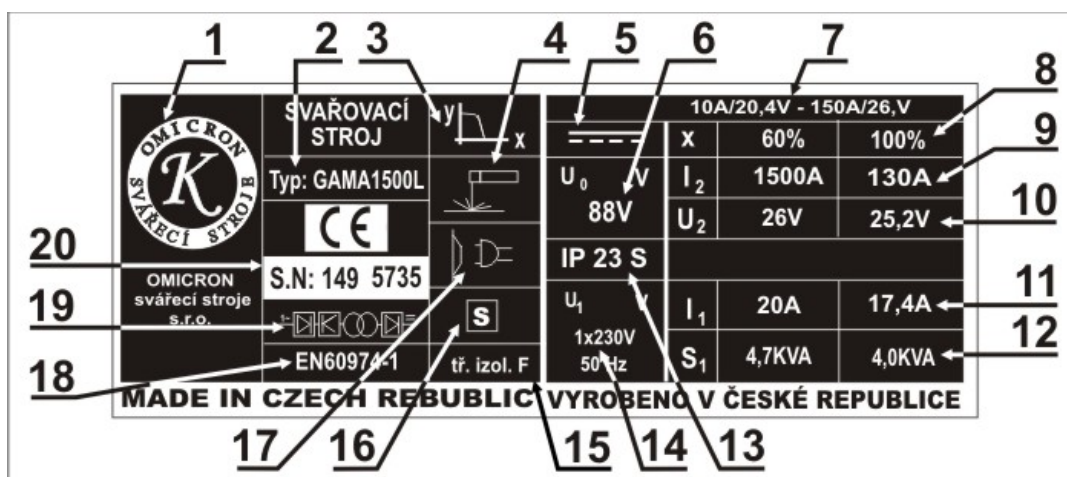 1 2 3 4 5 6 7
8
9
10
11
12
13
14
15
16
17
18
19
20
OMICRON
SVÁŘECÍ STROJE
K
OMICRON
svářecí stroje
s.r.o.
SVAŘOVACÍ
STROJ
Typ: GAMA1500L
CE
S.N: 149 5735
1~
EN60974-1
y
x
S
tř. izol. F
10A/20,4V - 150A/26,V
U0 V
88V
IP 23 S
U1 V
1x230V
50 Hz
X 60% 100%
I2 1500A 130A
U2 26V 25,2V
I1 20A 17,4A
S1 4,7KVA 4,0KVA
MADE IN CZECH REBUBLIC VYROBENO V ČESKÉ REPUBLICE